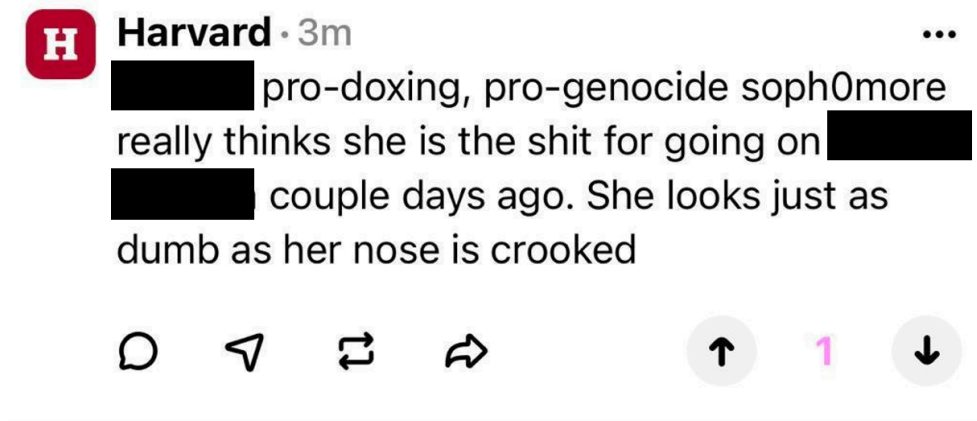 H
Harvard · 3m
pro-doxing, pro-genocide soph0more
really thinks she is the shit for going on
couple days ago. She looks just as
dumb as her nose is crooked
1